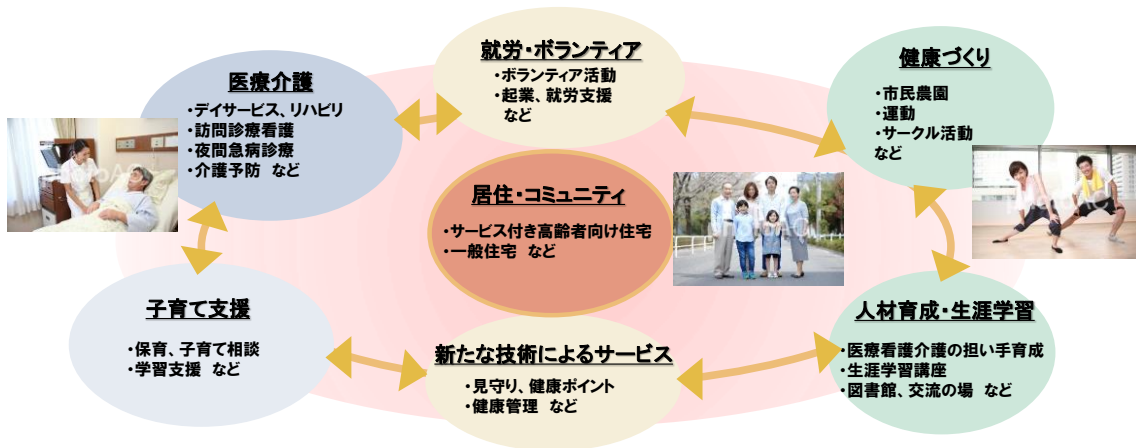 就労・ボランティア
・ボランティア活動
・起業、就労支援
など
医療介護
・デイサービス、リハビリ
・訪問診療看護
・夜間急病診療
・介護予防 など
健康づくり
・市民農園
・運動
・サークル活動
など
居住・コミュニティ
・サービス付き高齢者向け住宅
・一般住宅 など
子育て支援
・保育、子育て相談
・学習支援 など
新たな技術によるサービス
・見守り、健康ポイント
・健康管理 など
人材育成・生涯学習
・医療看護介護の担い手育成
・生涯学習講座
・図書館、交流の場 など